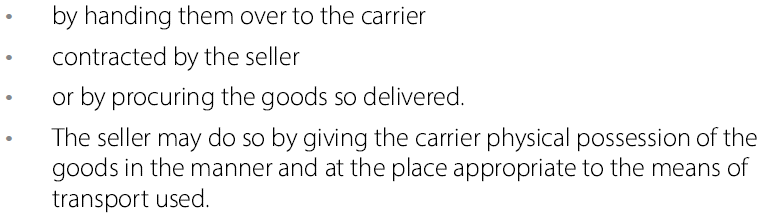 • by handing them over to the carrier
• contracted by the seller
• or by procuring the goods so delivered.
• The seller may do so by giving the carrier physical possession of the
goods in the manner and at the place appropriate to the means of
transport used.